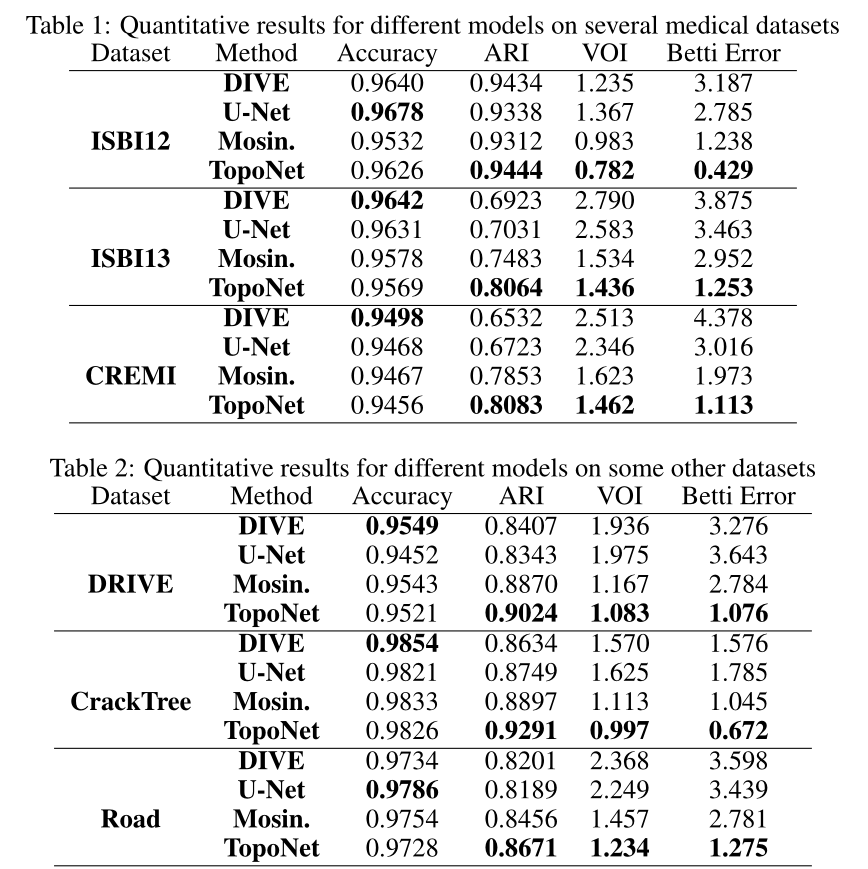 Table 1: Quantitative results for different models on several medical datasets
Dataset Method Accuracy ARI VOI Betti Error
DIVE 0.9640 0.9434 1.235 3.187
U-Net 0.9678 0.9338 1.367 2.785
ISBI12 Mosin. 0.9532 0.9312 0.983 1.238
TopoNet 0.9626 0.9444 0.782 0.429
DIVE 0.9642 0.6923 2.790 3.875
U-Net 0.9631 0.7031 2.583 3.463
ISBI13 Mosin. 0.9578 0.7483 1.534 2.952
TopoNet 0.9569 0.8064 1.436 1.253
DIVE 0.9498 0.6532 2.513 4.378
U-Net 0.9468 0.6723 2.346 3.016
CREMI Mosin. 0.9467 0.7853 1.623 1.973
TopoNet 0.9456 0.8083 1.462 1.113
Table 2: Quantitative results for different models on some other datasets
Dataset Method Accuracy ARI VOI Betti Error
DIVE 0.9549 0.8407 1.936 3.276
U-Net 0.9452 0.8343 1.975 3.643
DRIVE Mosin. 0.9543 0.8870 1.167 2.784
TopoNet 0.9521 0.9024 1.083 1.076
DIVE 0.9854 0.8634 1.570 1.576
U-Net 0.9821 0.8749 1.625 1.785
CrackTree Mosin. 0.9833 0.8897 1.113 1.045
TopoNet 0.9826 0.9291 0.997 0.672
DIVE 0.9734 0.8201 2.368 3.598
U-Net 0.9786 0.8189 2.249 3.439
Road Mosin. 0.9754 0.8456 1.457 2.781
TopoNet 0.9728 0.8671 1.234 1.275